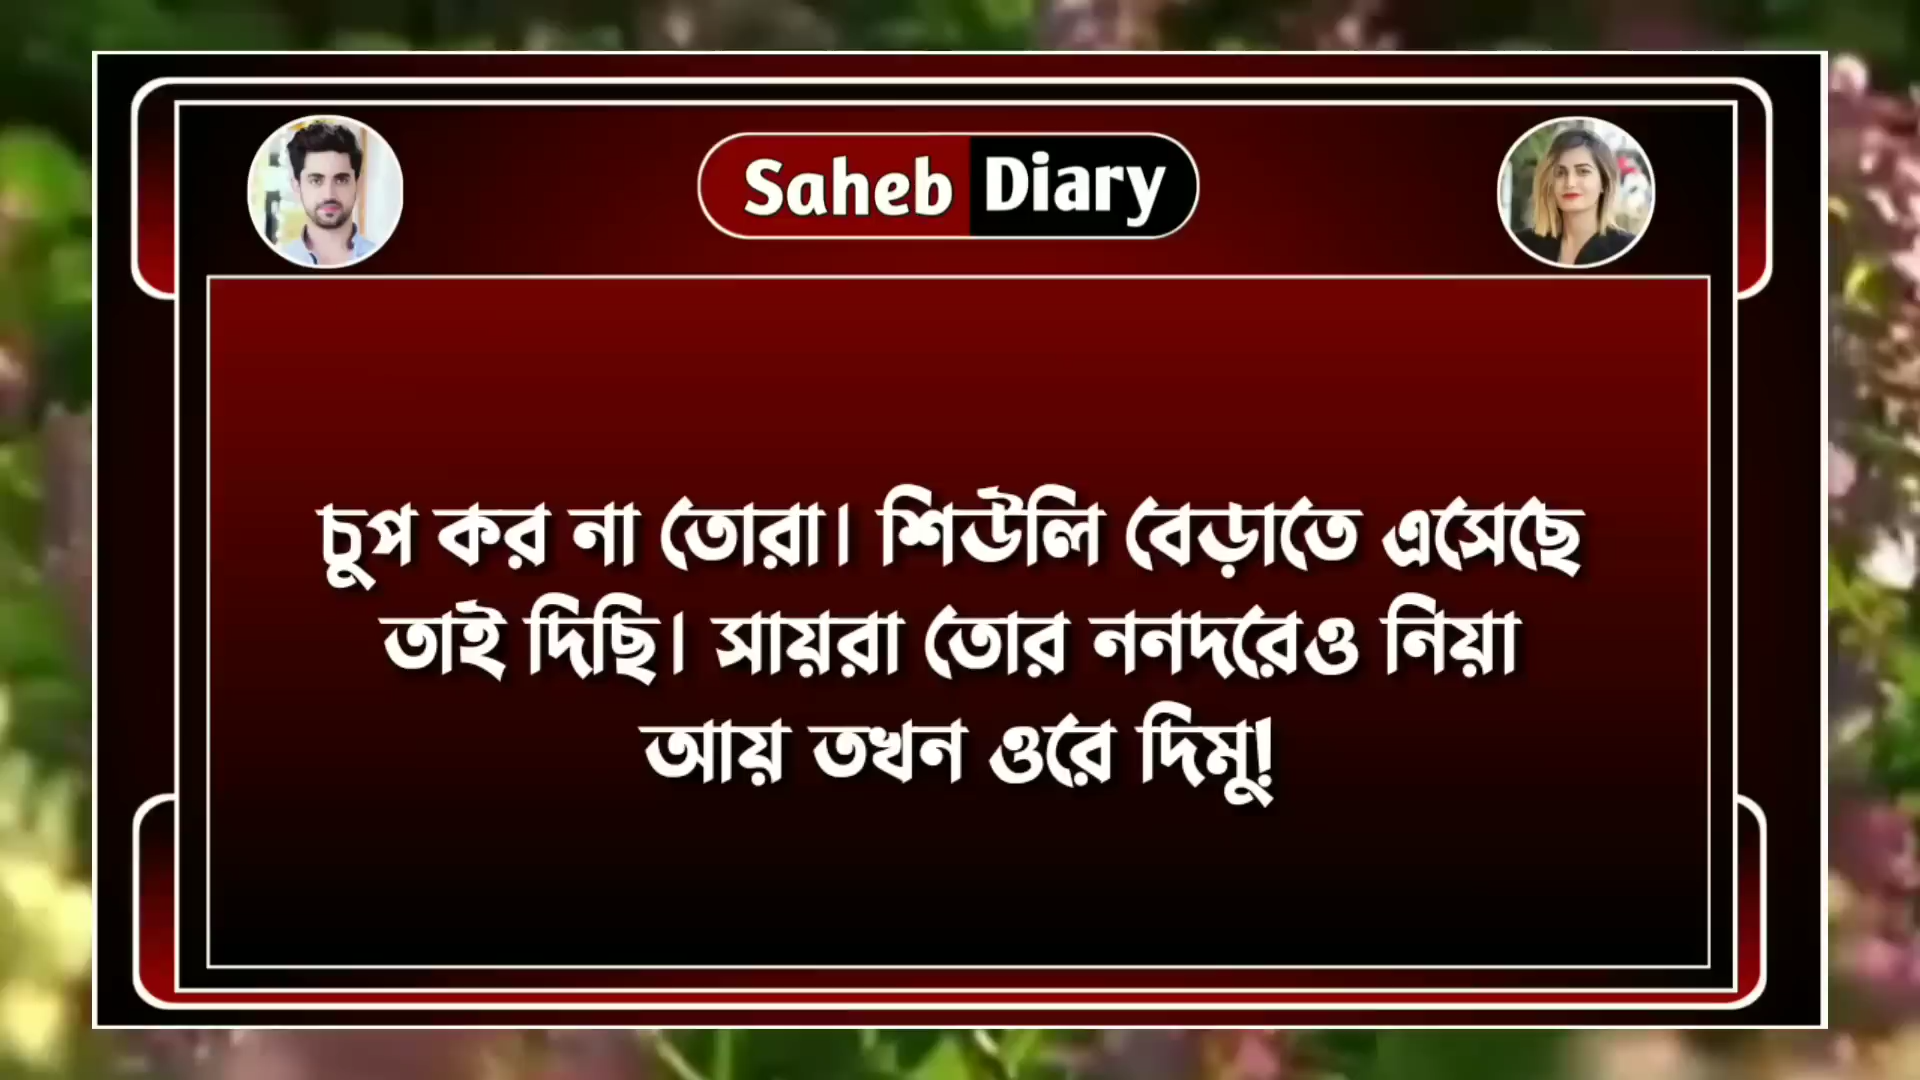 Saheb Diary
চুপ কর না তোরা। শিউলি বেড়াতে এসেছে
তাই দিছি। সায়রা তোর ননদরেও নিয়া
আয় তখন ওরে দিমু!